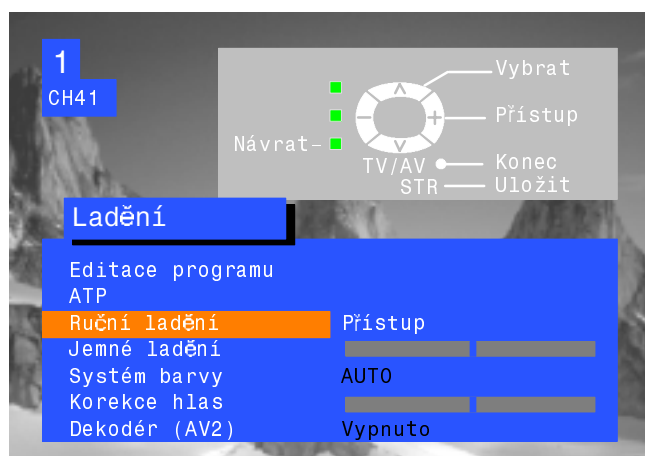 1
CH41
Vybrat
Přístup
Návrat
TV/AV Konec
STR Uložit
Ladění
Editace programu
ATP
Ruční ladění Přístup
Jemné ladění
Systém barvy AUTO
Korekce hlas
Dekodér (AV2) Vypnuto